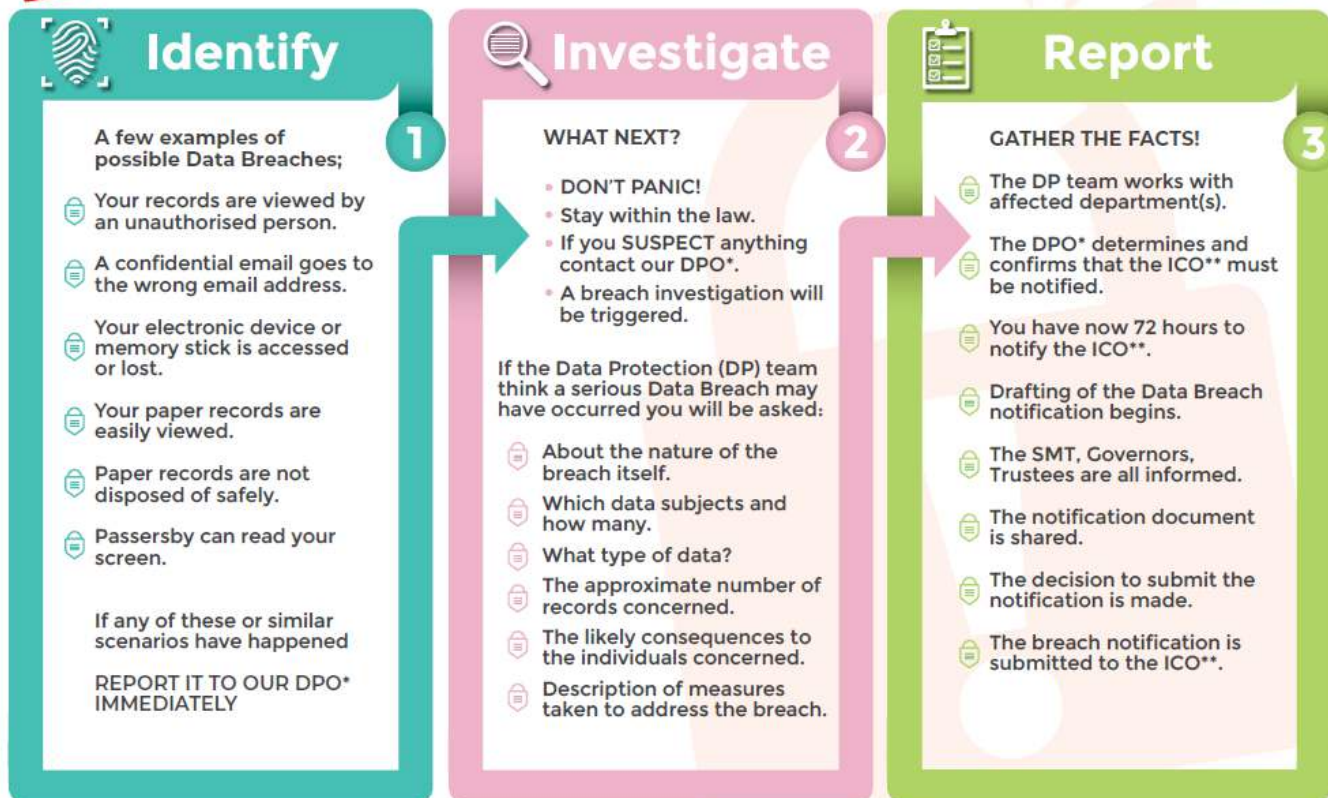 Identify
1
A few examples of
possible Data Breaches;
Your records are viewed by
an unauthorised person.
A confidential email goes to
the wrong email address.
Your electronic device or
memory stick is accessed
or lost.
Your paper records are
easily viewed.
Paper records are not
disposed of safely.
Passersby can read your
screen.
If any of these or similar
scenarios have happened
REPORT IT TO OUR DPO*
IMMEDIATELY
Investigate
2
WHAT NEXT?
• DON'T PANIC!
• Stay within the law.
• If you SUSPECT anything
contact our DPO*.
• A breach investigation will
be triggered.
If the Data Protection (DP) team
think a serious Data Breach may
have occurred you will be asked:
About the nature of the
breach itself.
Which data subjects and
how many.
What type of data?
The approximate number of
records concerned.
The likely consequences to
the individuals concerned.
Description of measures
taken to address the breach.
Report
3
GATHER THE FACTS!
The DP team works with
affected department(s).
The DPO* determines and
confirms that the ICO** must
be notified.
You have now 72 hours to
notify the ICO**.
Drafting of the Data Breach
notification begins.
The SMT, Governors,
Trustees are all informed.
The notification document
is shared.
The decision to submit the
notification is made.
The breach notification is
submitted to the ICO**.